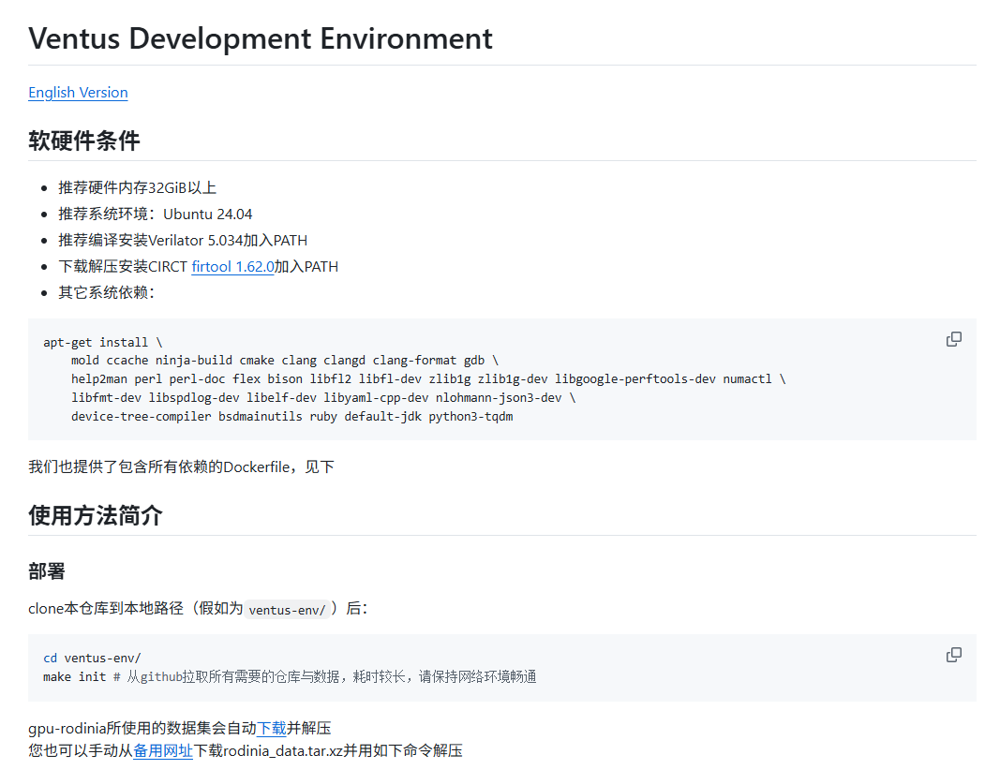 Ventus Development Environment
English Version
软硬件条件
推荐硬件内存32GiB以上
推荐系统环境：Ubuntu 24.04
推荐编译安装Verilator 5.034加入PATH
下载解压安装CIRCT firtool 1.62.0加入PATH
其它系统依赖：
apt-get install \
    mold ccache ninja-build cmake clang clangd clang-format gdb \
    help2man perl perl-doc flex bison libfl2 libfl-dev zlib1g zlib1g-dev libgoogle-perftools-dev numactl \
    libfmt-dev libspdlog-dev libelf-dev libyaml-cpp-dev nlohmann-json3-dev \
    device-tree-compiler bsdmainutils ruby default-jdk python3-tqdm
我们也提供了包含所有依赖的Dockerfile，见下
使用方法简介
部署
clone本仓库到本地路径（假如为 ventus-env/ ）后：
cd ventus-env/
make init # 从github拉取所有需要的仓库与数据，耗时较长，请保持网络环境畅通
gpu-rodinia所使用的数据集会自动下载并解压
您也可以手动从备用网址下载rodinia_data.tar.xz并用如下命令解压